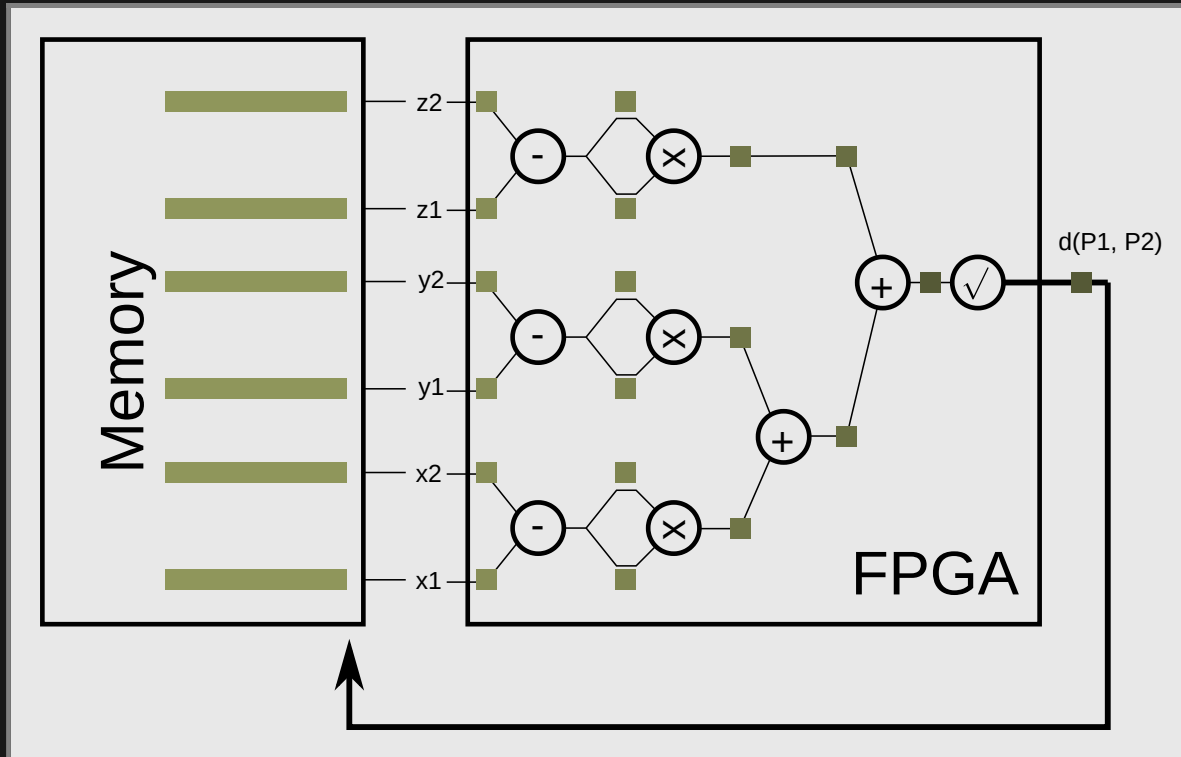 Memory
z2
z1
y2
y1
x2
x1
-
x
-
x
-
x
+
+
√
d(P1, P2)
FPGA